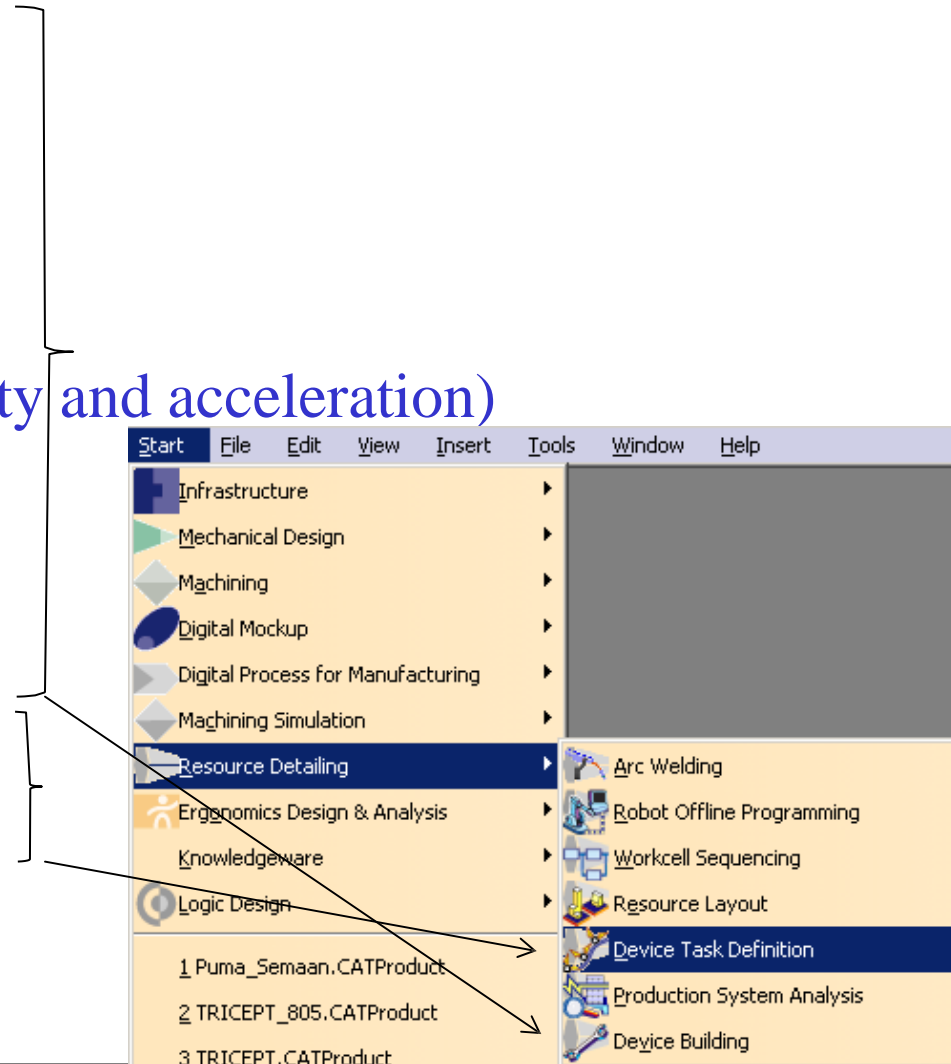 ty and acceleration)
Start File Edit View Insert Tools Window Help
Infrastructure
Mechanical Design
Machining
Digital Mockup
Digital Process for Manufacturing
Machining Simulation
Resource Detailing
Ergonomics Design & Analysis
Knowledgeware
Logic Design
1 Puma_Semaan.CATProduct
2 TRICEPT_805.CATProduct
3 TRICEPT.CATProduct
Arc Welding
Robot Offline Programming
Workcell Sequencing
Resource Layout
Device Task Definition
Production System Analysis
Device Building